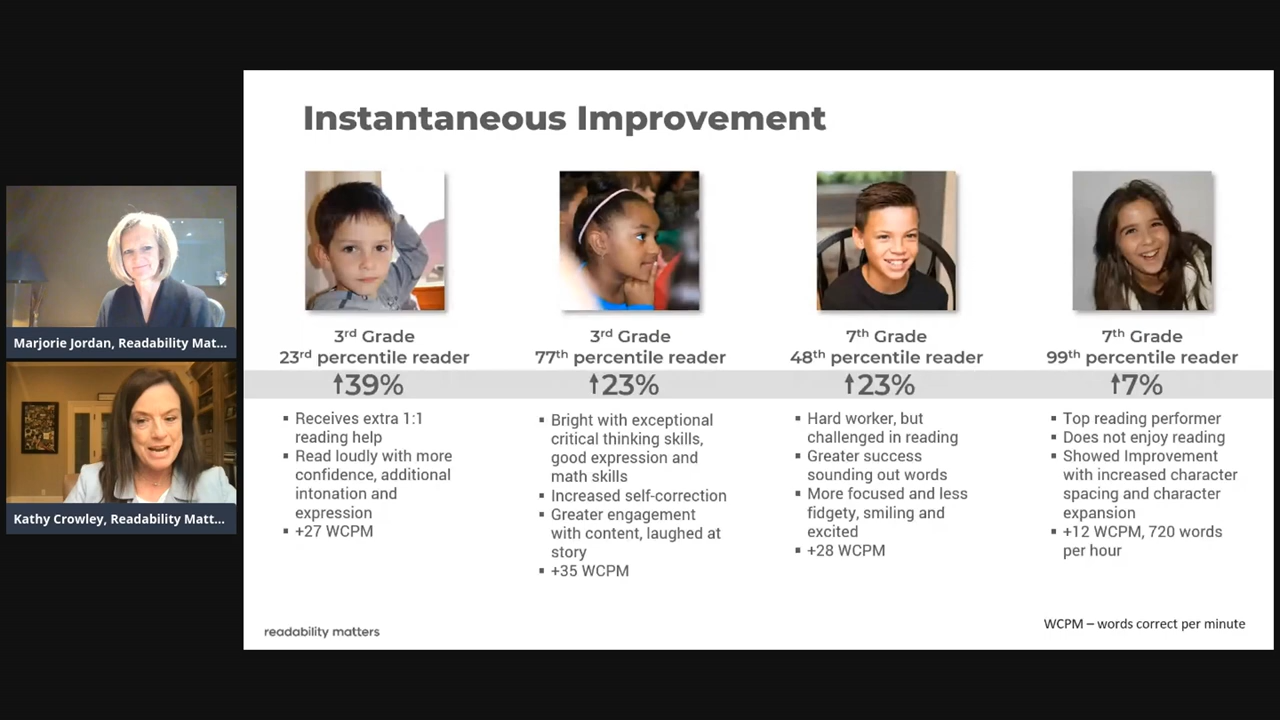 Instantaneous Improvement
3rd Grade
23rd percentile reader
↑39%
▪ Receives extra 1:1
reading help
▪ Read loudly with more
confidence, additional
intonation and
expression
▪ +27 WCPM
3rd Grade
77th percentile reader
↑23%
▪ Bright with exceptional
critical thinking skills,
good expression and
math skills
▪ Increased self-correction
▪ Greater engagement
with content, laughed at
story
▪ +35 WCPM
7th Grade
48th percentile reader
↑23%
▪ Hard worker, but
challenged in reading
▪ Greater success
sounding out words
▪ More focused and less
fidgety, smiling and
excited
▪ +28 WCPM
7th Grade
99th percentile reader
↑7%
▪ Top reading performer
▪ Does not enjoy reading
▪ Showed Improvement
with increased character
spacing and character
expansion
▪ +12 WCPM, 720 words
per hour
readability matters
WCPM – words correct per minute
Marjorie Jordan, Readability Mat...
Kathy Crowley, Readability Matt...